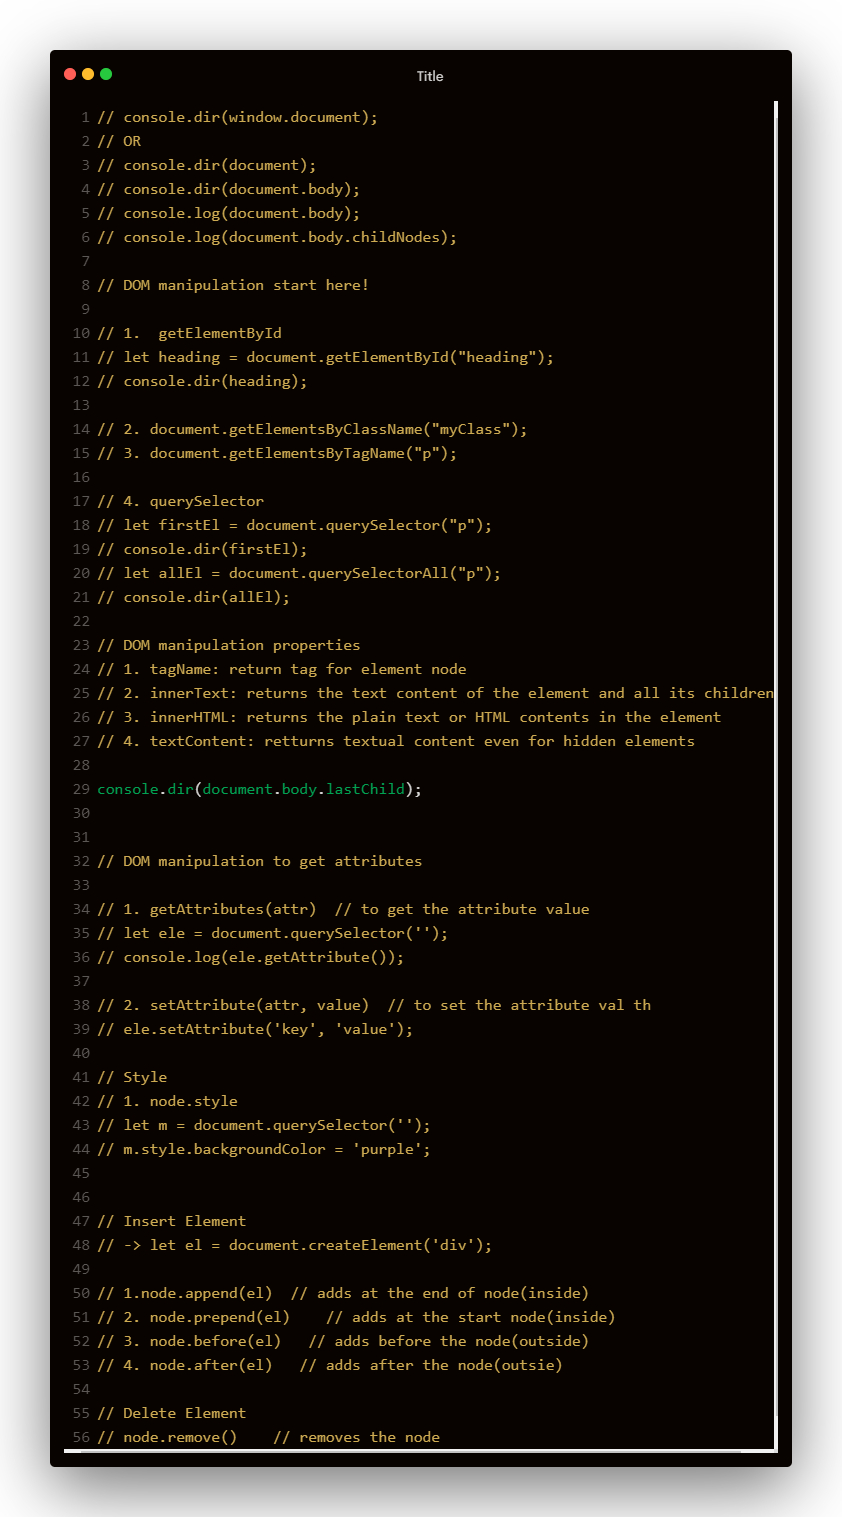 Title
1 // console.dir(window.document);
2 // OR
3 // console.dir(document);
4 // console.dir(document.body);
5 // console.log(document.body);
6 // console.log(document.body.childNodes);
7
8 // DOM manipulation start here!
9
10 // 1.  getElementById
11 // let heading = document.getElementById("heading");
12 // console.dir(heading);
13
14 // 2. document.getElementsByClassName("myClass");
15 // 3. document.getElementsByTagName("p");
16
17 // 4. querySelector
18 // let firstEl = document.querySelector("p");
19 // console.dir(firstEl);
20 // let allEl = document.querySelectorAll("p");
21 // console.dir(allEl);
22
23 // DOM manipulation properties
24 // 1. tagName: return tag for element node
25 // 2. innerText: returns the text content of the element and all its children
26 // 3. innerHTML: returns the plain text or HTML contents in the element
27 // 4. textContent: retturns textual content even for hidden elements
28
29 console.dir(document.body.lastChild);
30
31
32 // DOM manipulation to get attributes
33
34 // 1. getAttributes(attr)  // to get the attribute value
35 // let ele = document.querySelector('');
36 // console.log(ele.getAttribute());
37
38 // 2. setAttribute(attr, value)  // to set the attribute val th
39 // ele.setAttribute('key', 'value');
40
41 // Style
42 // 1. node.style
43 // let m = document.querySelector('');
44 // m.style.backgroundColor = 'purple';
45
46
47 // Insert Element
48 // -> let el = document.createElement('div');
49
50 // 1.node.append(el)  // adds at the end of node(inside)
51 // 2. node.prepend(el)    // adds at the start node(inside)
52 // 3. node.before(el)   // adds before the node(outside)
53 // 4. node.after(el)   // adds after the node(outsie)
54
55 // Delete Element
56 // node.remove()    // removes the node